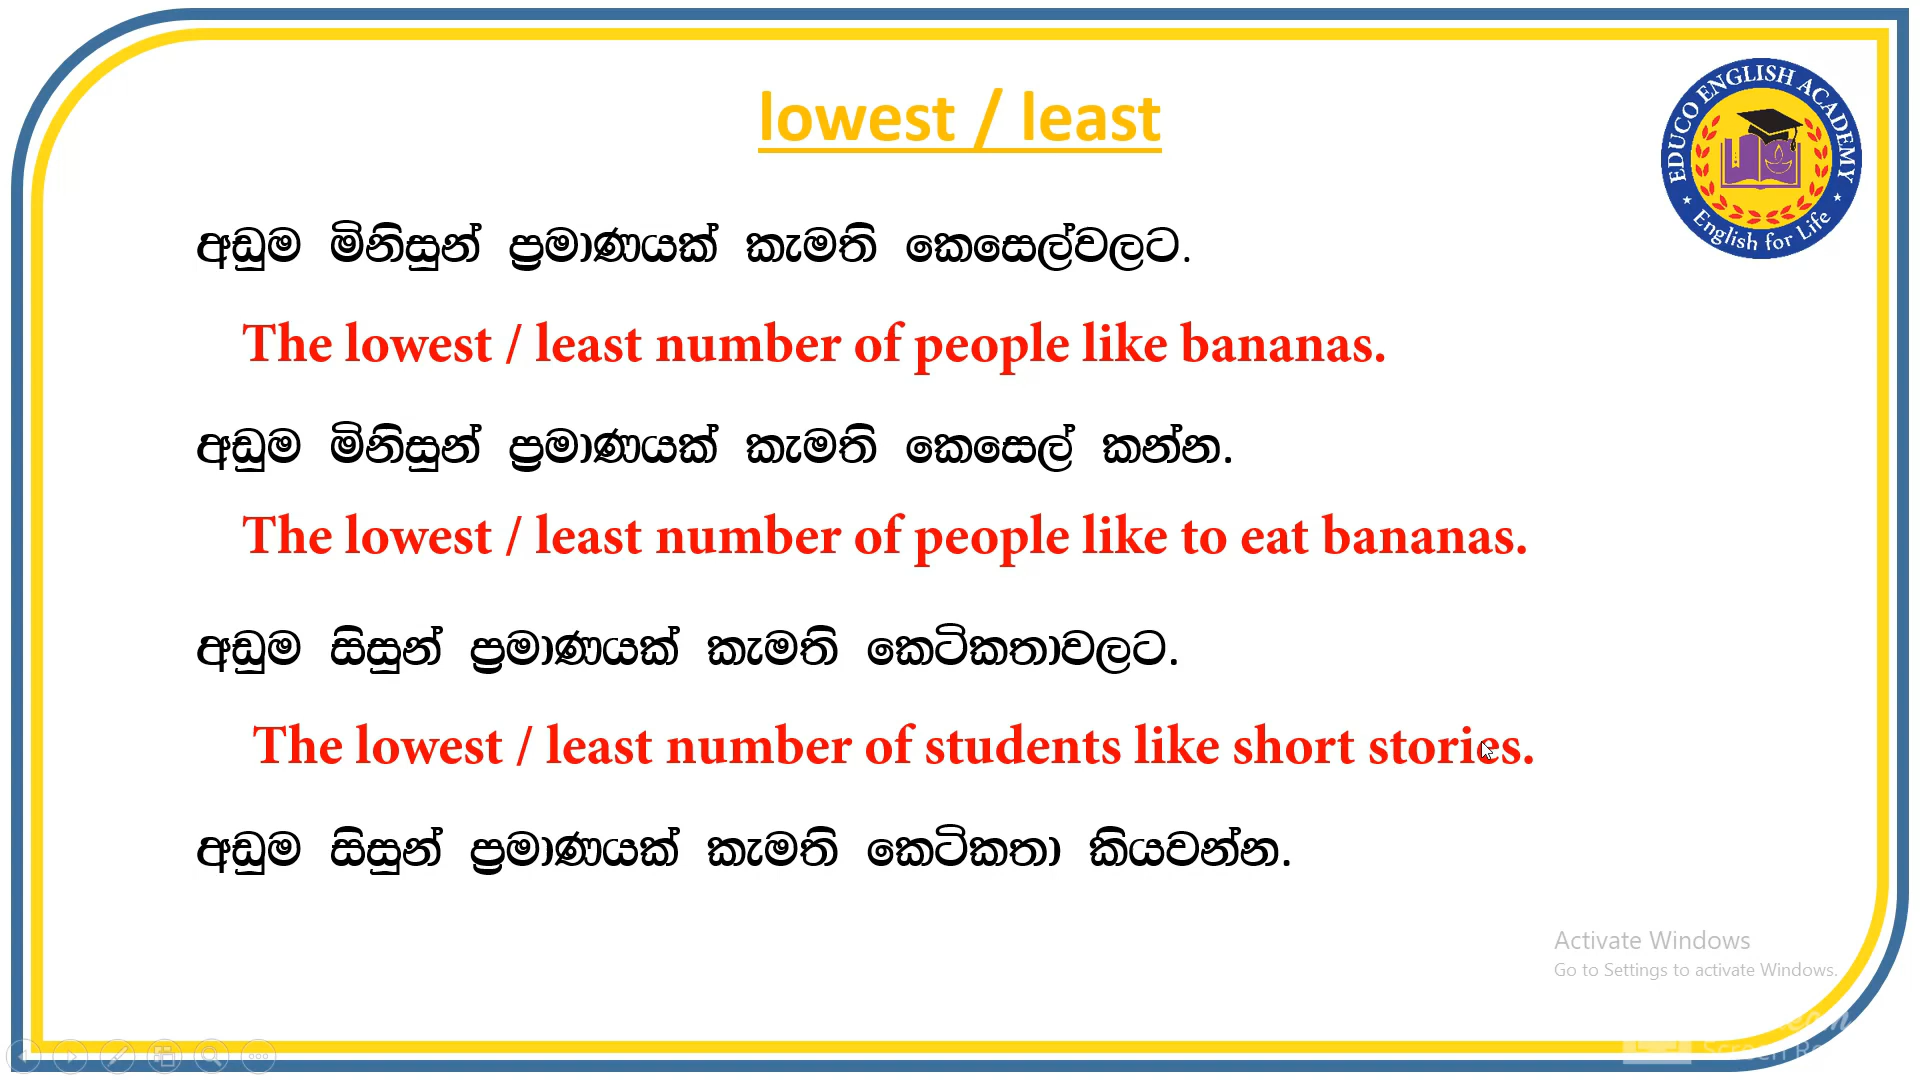 lowest / least
EDUCO ENGLISH ACADEMY
English for Life
අඩුම මිනිසුන් ප්‍රමාණයක් කැමති කෙසෙල්වලට.
The lowest / least number of people like bananas.
අඩුම මිනිසුන් ප්‍රමාණයක් කැමති කෙසෙල් කන්න.
The lowest / least number of people like to eat bananas.
අඩුම සිසුන් ප්‍රමාණයක් කැමති කෙටිකතාවලට.
The lowest / least number of students like short stories.
අඩුම සිසුන් ප්‍රමාණයක් කැමති කෙටිකතා කියවන්න.
Activate Windows
Go to Settings to activate Windows.